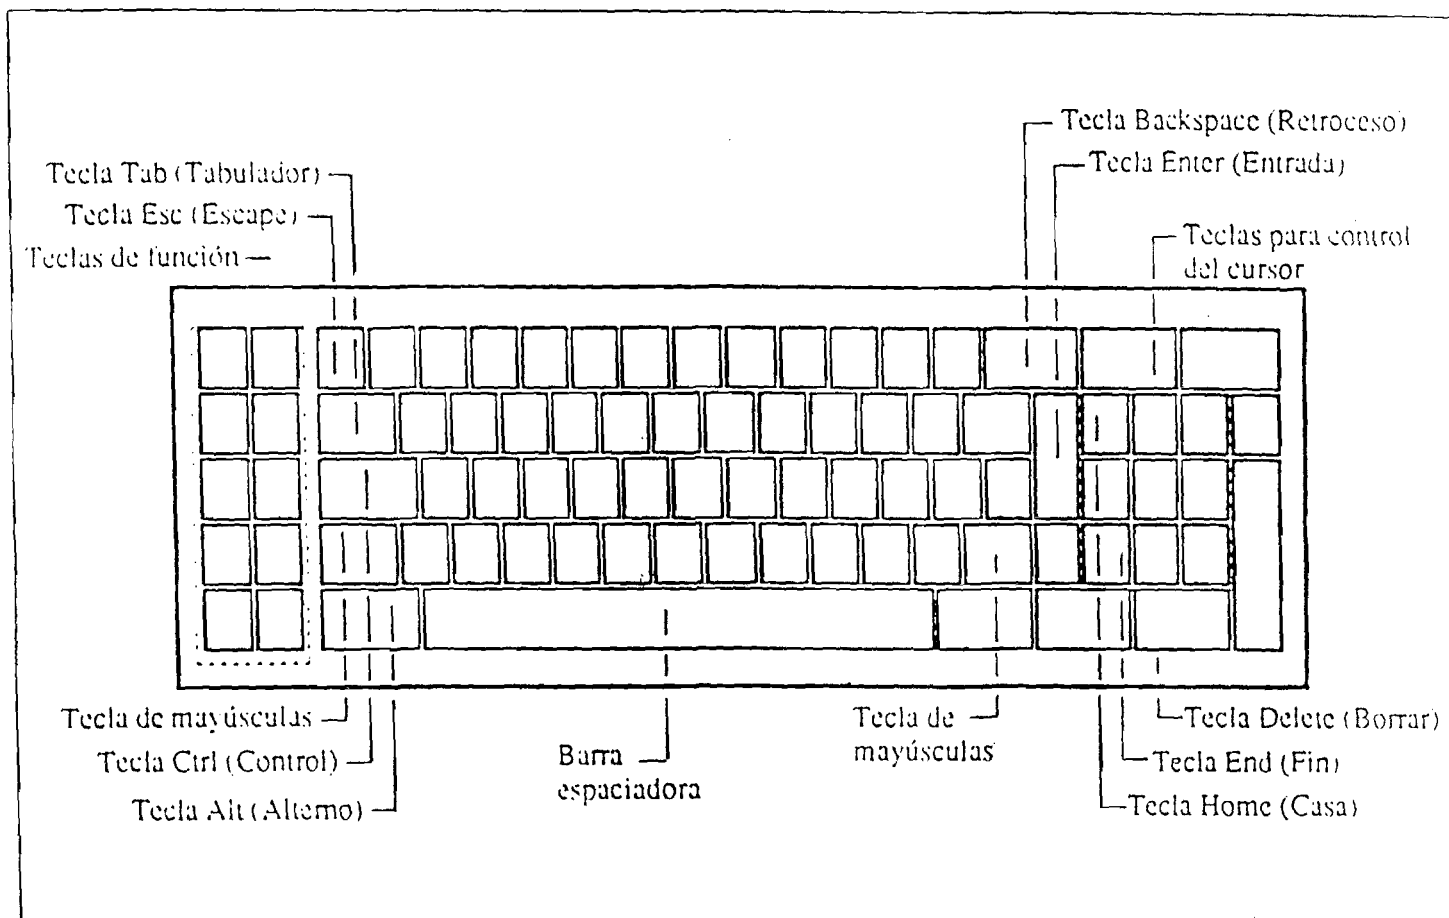 Tecla Backspace (Retroceso)
Tecla Tab (Tabulador)
Tecla Enter (Entrada)
Tecla Esc (Escape)
Teclas de función
Teclas para control
del cursor
Tecla de mayúsculas
Tecla Ctrl (Control)
Tecla Alt (Alterno)
Barra
espaciadora
Tecla de
mayúsculas
Tecla Delete (Borrar)
Tecla End (Fin)
Tecla Home (Casa)